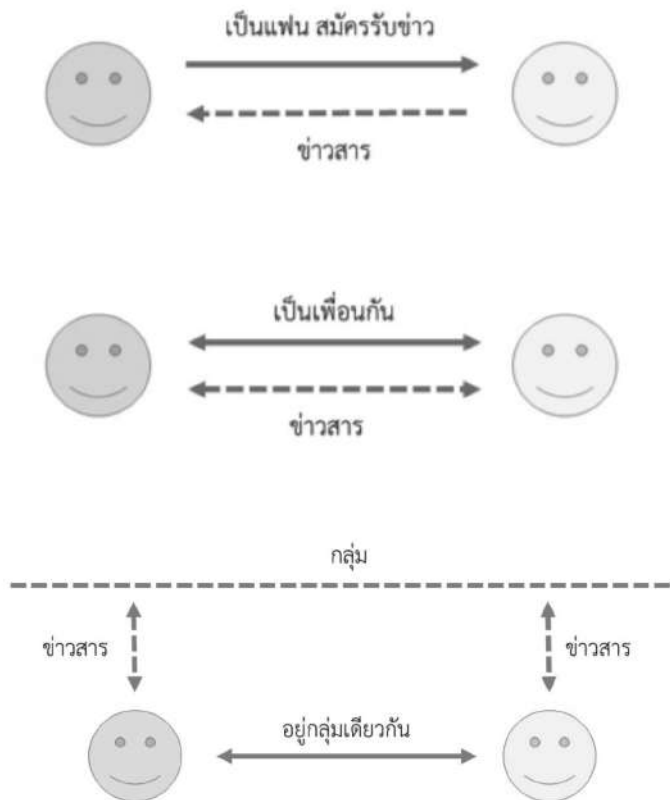 เป็นแฟน สมัครรับข่าว
ข่าวสาร
เป็นเพื่อนกัน
ข่าวสาร
กลุ่ม
ข่าวสาร
ข่าวสาร
อยู่กลุ่มเดียวกัน